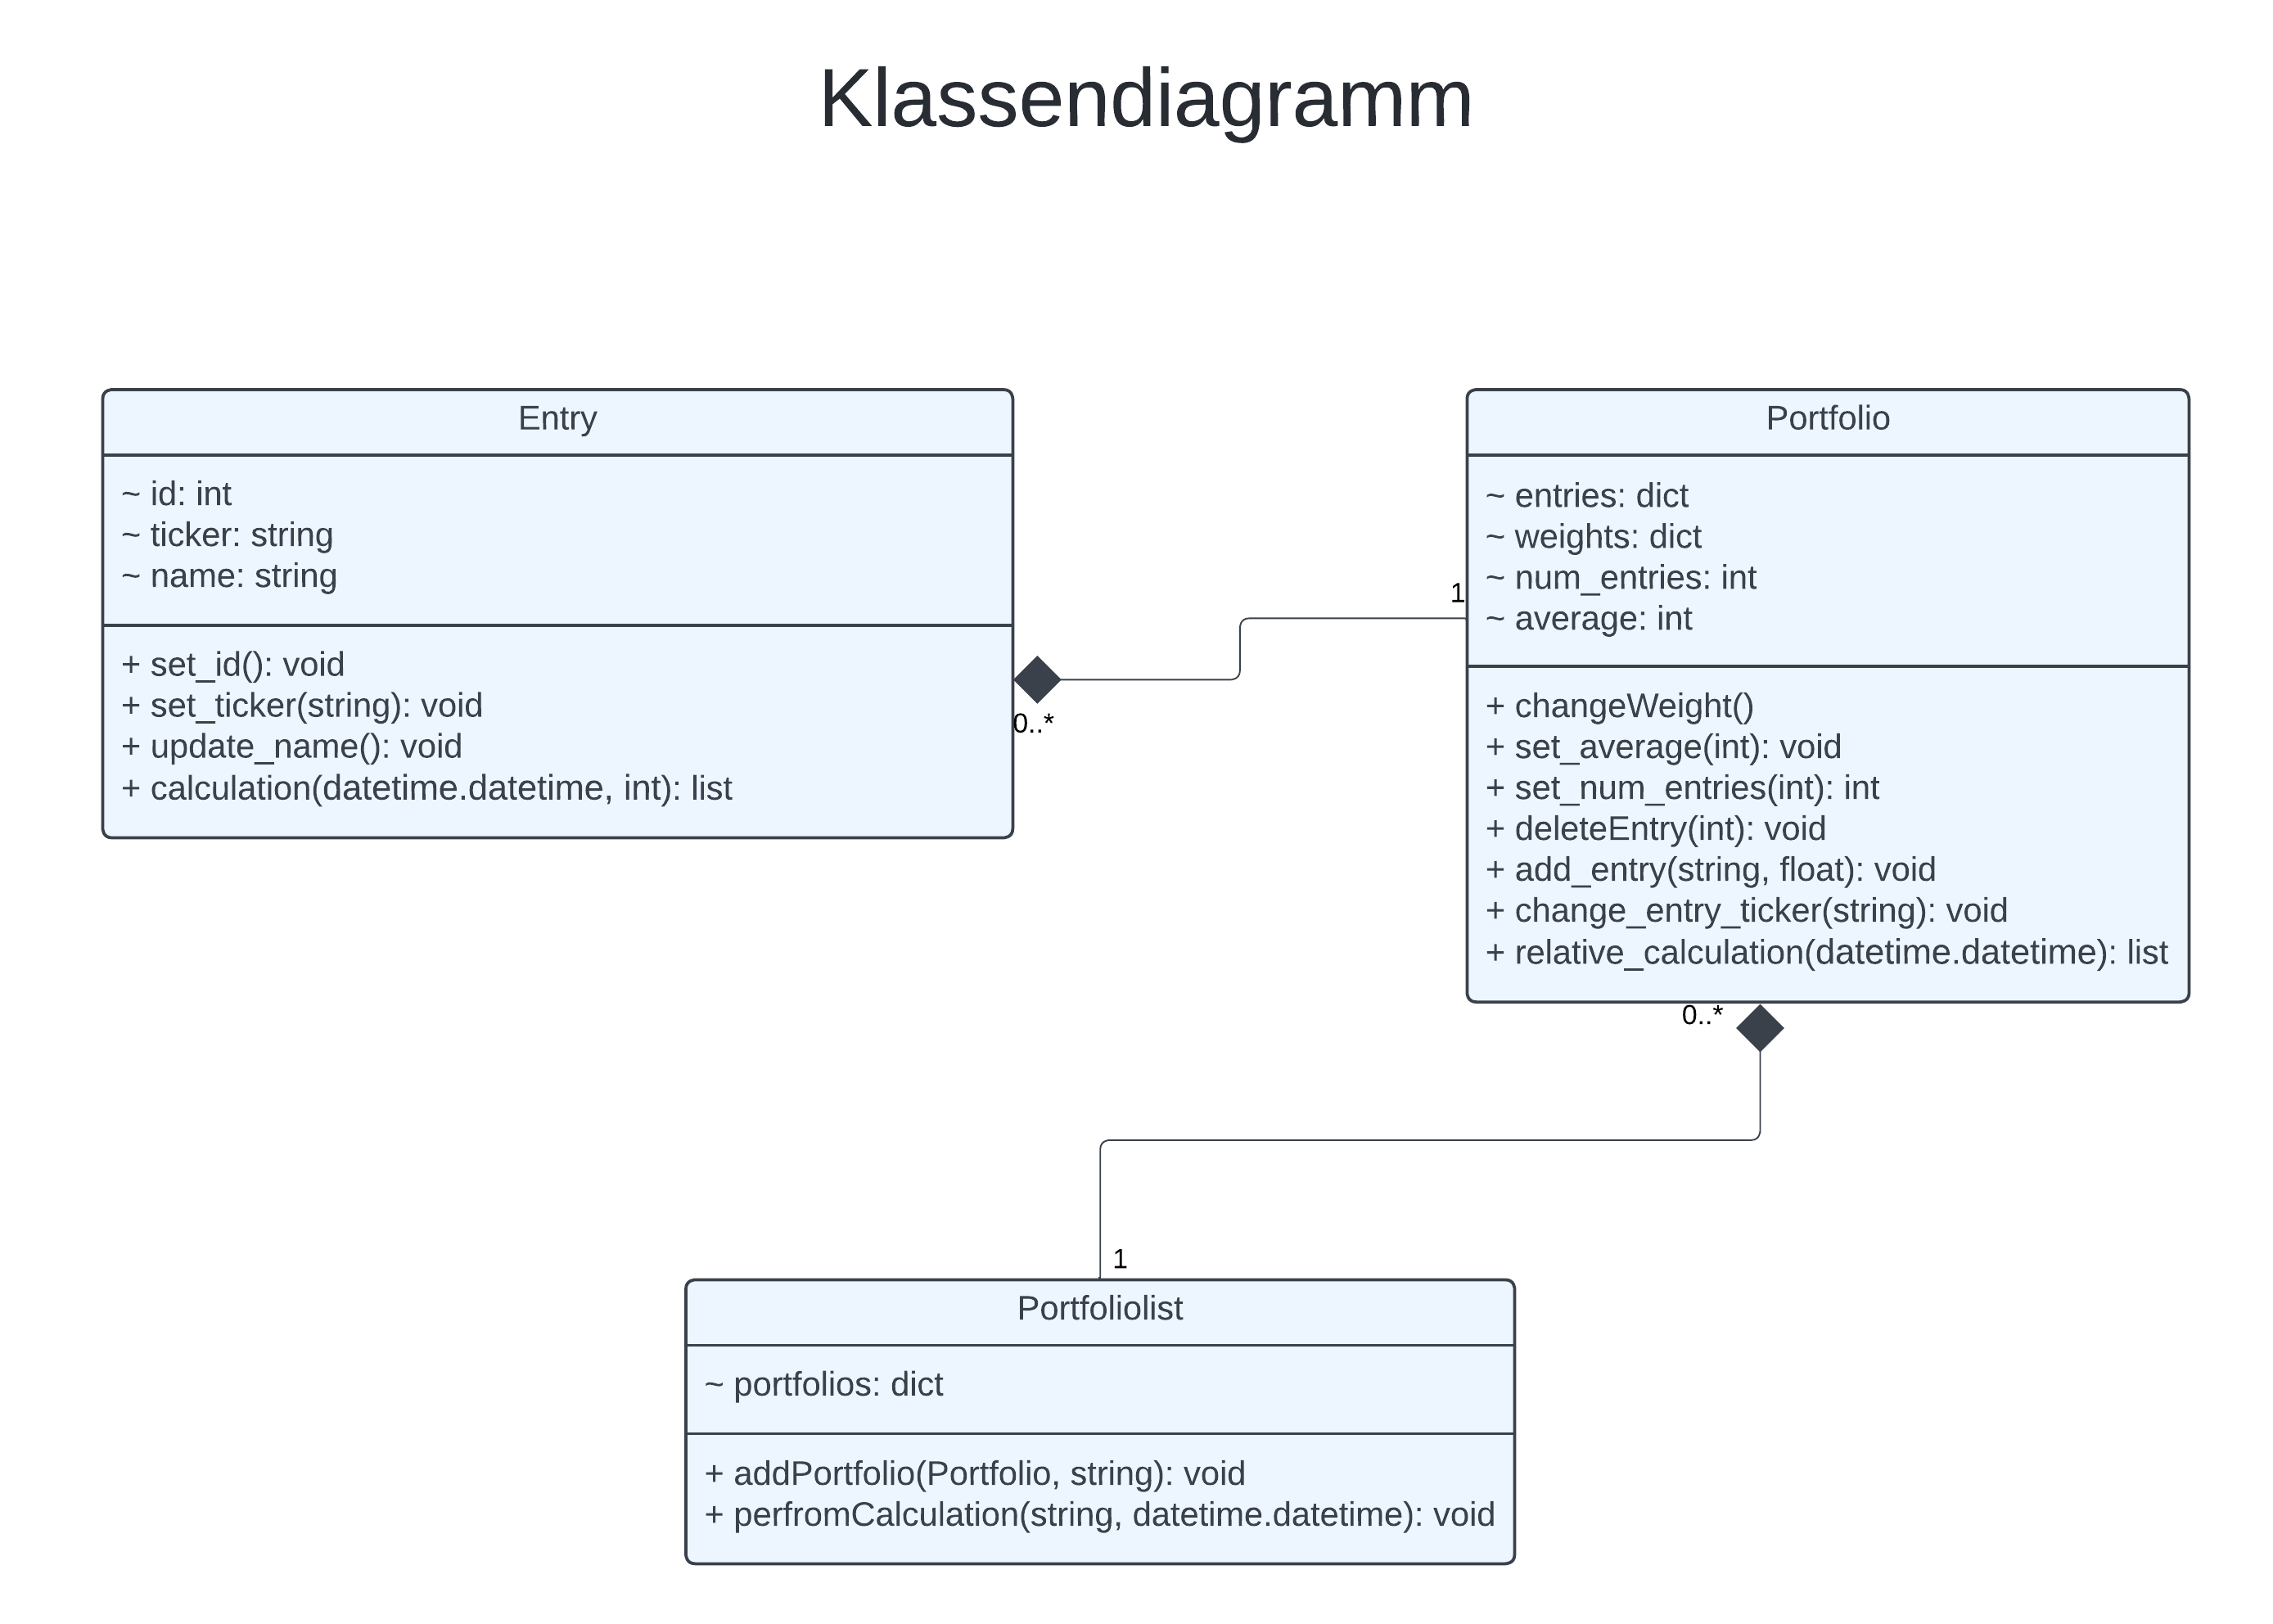 Klassendiagramm
Entry
~ id: int
~ ticker: string
~ name: string
+ set_id(): void
+ set_ticker(string): void
+ update_name(): void
+ calculation(datetime.datetime, int): list
0..*
1
Portfolio
~ entries: dict
~ weights: dict
~ num_entries: int
~ average: int
+ changeWeight()
+ set_average(int): void
+ set_num_entries(int): int
+ deleteEntry(int): void
+ add_entry(string, float): void
+ change_entry_ticker(string): void
+ relative_calculation(datetime.datetime): list
0..*
1
Portfoliolist
~ portfolios: dict
+ addPortfolio(Portfolio, string): void
+ perfromCalculation(string, datetime.datetime): void